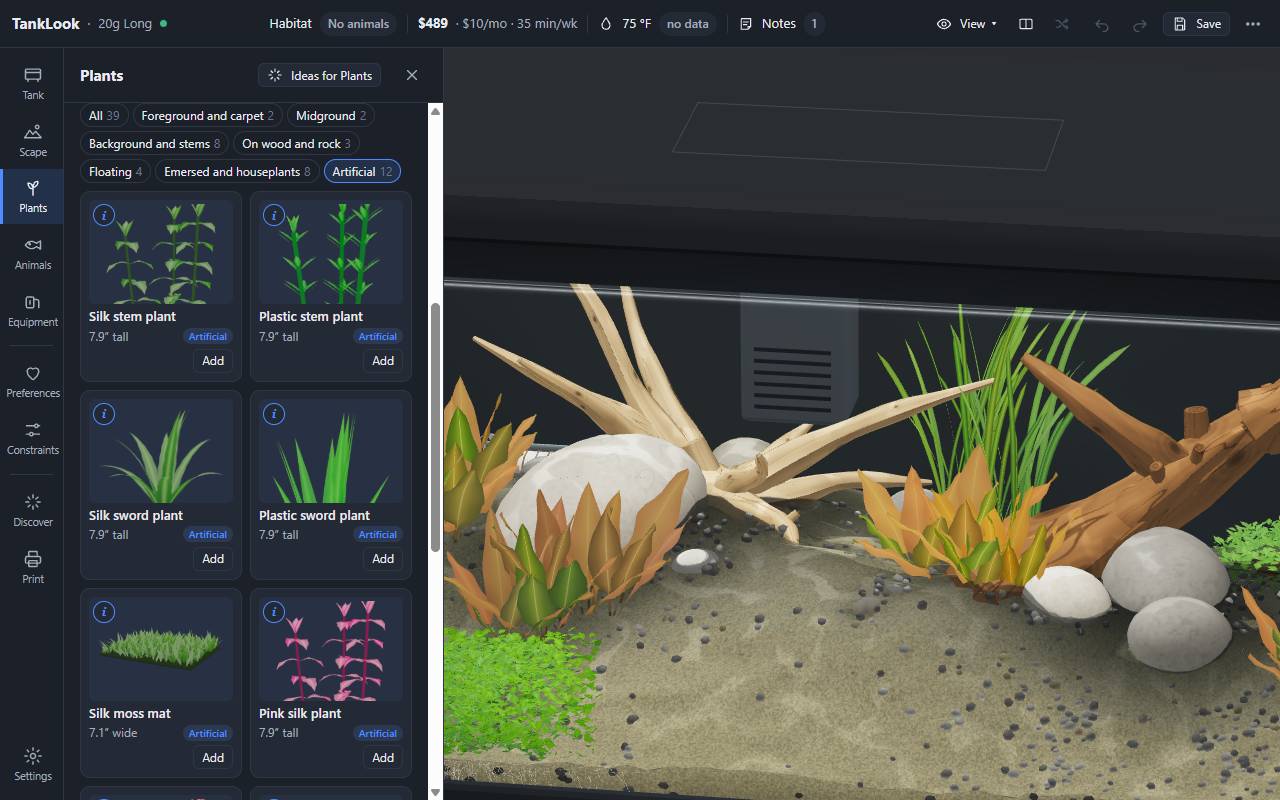 TankLook · 20g Long
Habitat No animals
$489 · $10/mo · 35 min/wk
75 °F no data
Notes 1
View
Save
Tank
Scape
Plants
Animals
Equipment
Preferences
Constraints
Discover
Print
Settings
Plants
Ideas for Plants
All 39 Foreground and carpet 2 Midground 2
Background and stems 8 On wood and rock 3
Floating 4 Emersed and houseplants 8 Artificial 12
i
Silk stem plant
7.9" tall Artificial
Add
i
Plastic stem plant
7.9" tall Artificial
Add
i
Silk sword plant
7.9" tall Artificial
Add
i
Plastic sword plant
7.9" tall Artificial
Add
i
Silk moss mat
7.1" wide Artificial
Add
i
Pink silk plant
7.9" tall Artificial
Add